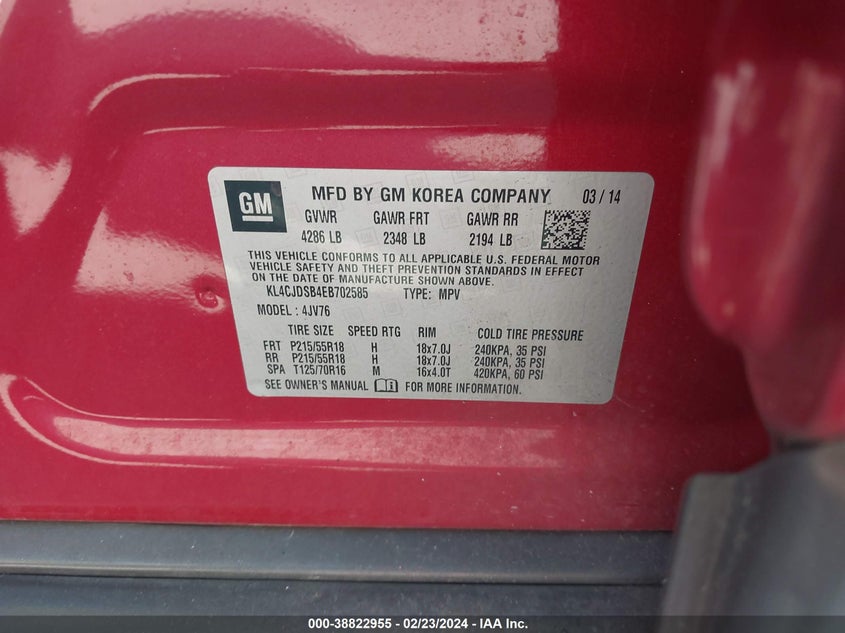 GM MFD BY GM KOREA COMPANY 03 / 14
GVWR GAWR FRT GAWR RR
4286 LB 2348 LB 2194 LB
THIS VEHICLE CONFORMS TO ALL APPLICABLE U.S. FEDERAL MOTOR
VEHICLE SAFETY AND THEFT PREVENTION STANDARDS IN EFFECT
ON THE DATE OF MANUFACTURE SHOWN ABOVE.
KL4CJDSB4EB702585 TYPE: MPV
MODEL : 4JV76
TIRE SIZE SPEED RTG RIM COLD TIRE PRESSURE
FRT P215/55R18 H 18x7.0J 240KPA, 35 PSI
RR P215/55R18 H 18x7.0J 240KPA, 35 PSI
SPA T125/70R16 M 16x4.0T 420KPA, 60 PSI
SEE OWNER'S MANUAL FOR MORE INFORMATION.
000-38822955 - 02/23/2024 - IAA Inc.